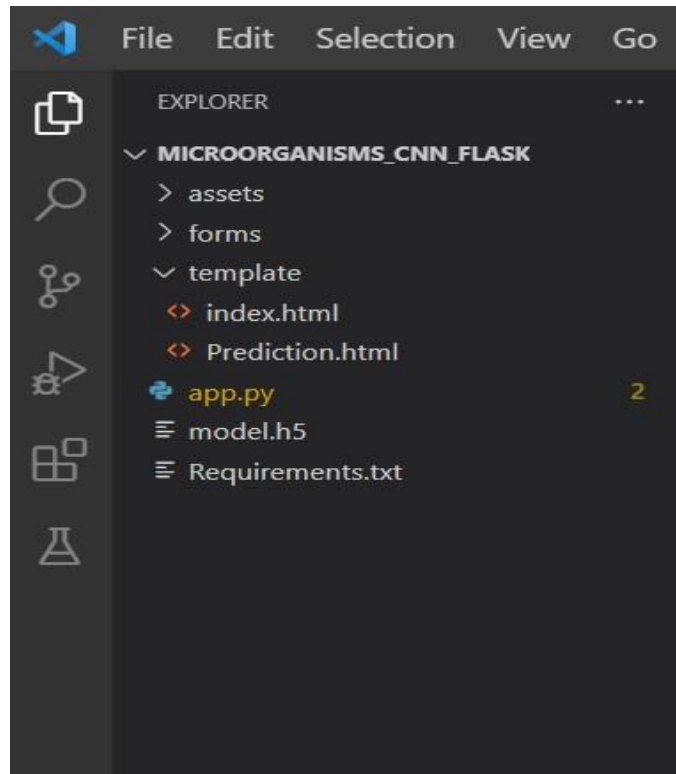 File Edit Selection View Go
EXPLORER
MICROORGANISMS_CNN_FLASK
assets
forms
template
index.html
Prediction.html
app.py 2
model.h5
Requirements.txt